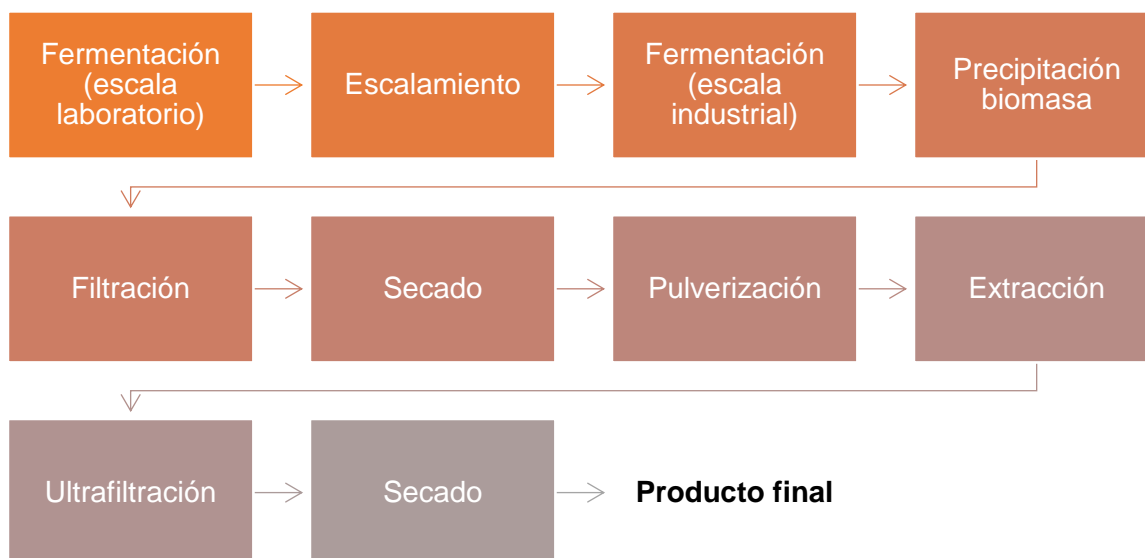 Fermentación
(escala
laboratorio)
Escalamiento
Fermentación
(escala
industrial)
Precipitación
biomasa
Filtración
Secado
Pulverización
Extracción
Ultrafiltración
Secado
Producto final